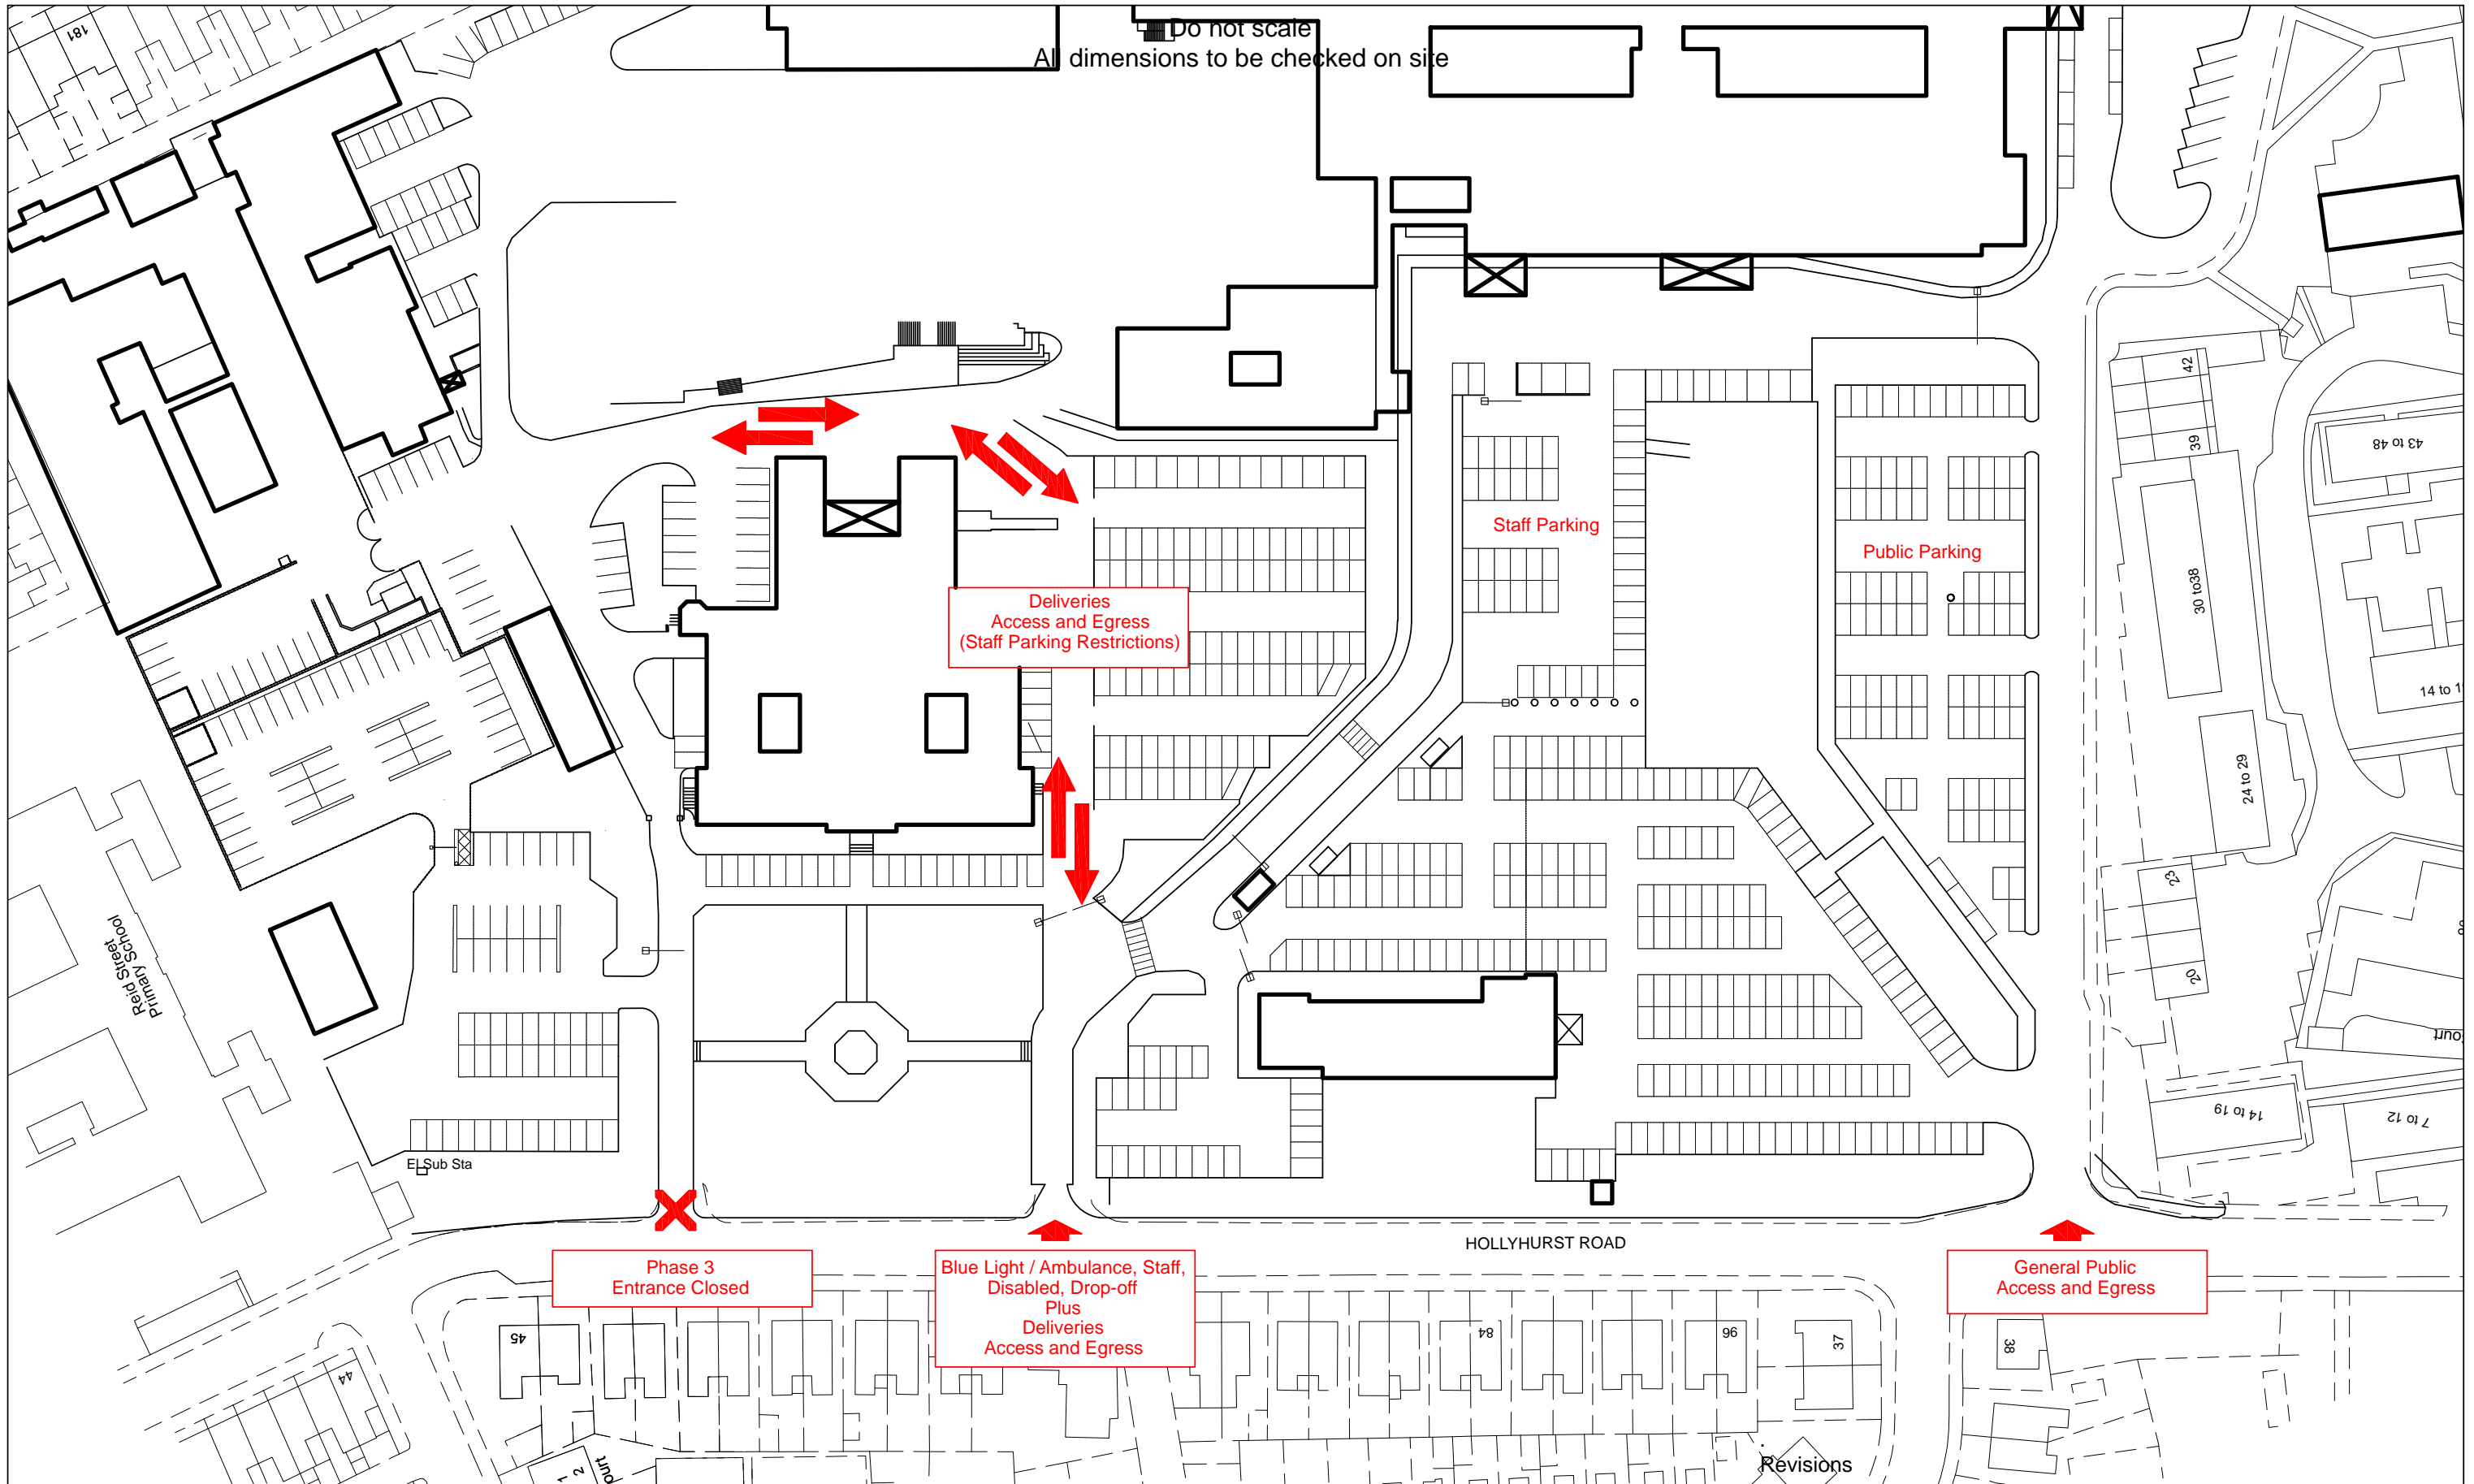 Do not scale
All dimensions to be checked on site
181
42
39
43 to 48
Staff Parking
Public Parking
30 to38
Deliveries
Access and Egress
(Staff Parking Restrictions)
14 to 1
24 to 29
23
20
Reid Street
Primary School
ourt
14 to 19
7 to 12
El Sub Sta
HOLLYHURST ROAD
Phase 3
Entrance Closed
Blue Light / Ambulance, Staff,
Disabled, Drop-off
Plus
Deliveries
Access and Egress
General Public
Access and Egress
45
84
96
37
38
44
1
2
ourt
Revisions